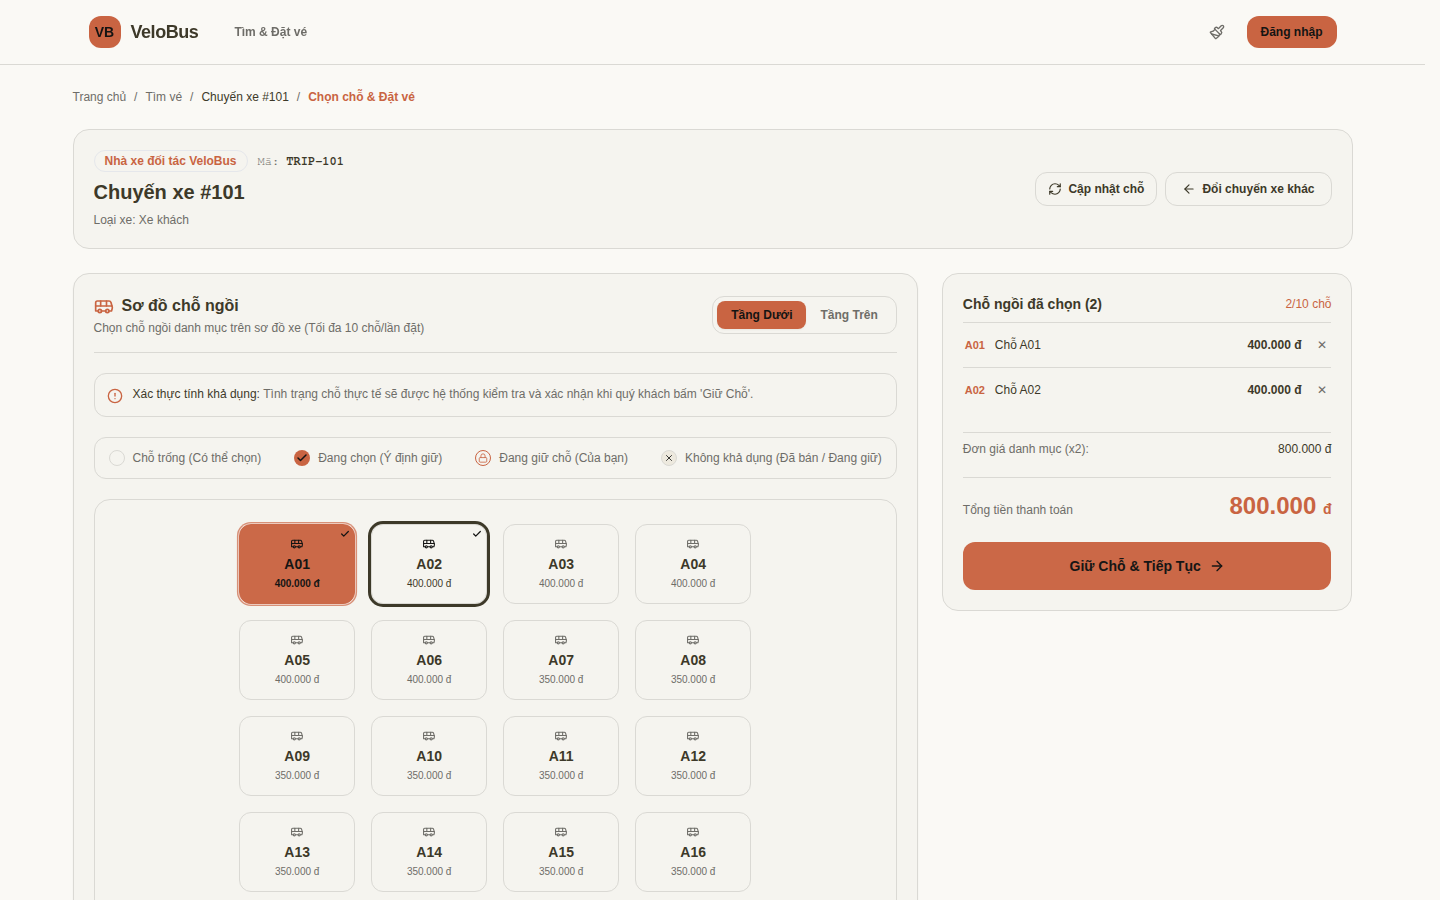 VB VeloBus Tìm & Đặt vé Đăng nhập
Trang chủ / Tìm vé / Chuyến xe #101 / Chọn chỗ & Đặt vé
Nhà xe đối tác VeloBus Mã: TRIP-101
Chuyến xe #101
Loại xe: Xe khách
Cập nhật chỗ
Đổi chuyến xe khác
Sơ đồ chỗ ngồi
Chọn chỗ ngồi danh mục trên sơ đồ xe (Tối đa 10 chỗ/lần đặt)
Tầng Dưới Tầng Trên
Xác thực tính khả dụng: Tình trạng chỗ thực tế sẽ được hệ thống kiểm tra và xác nhận khi quý khách bấm 'Giữ Chỗ'.
Chỗ trống (Có thể chọn) Đang chọn (Ý định giữ) Đang giữ chỗ (Của bạn) Không khả dụng (Đã bán / Đang giữ)
A01 A02 A03 A04
400.000 đ 400.000 đ 400.000 đ 400.000 đ
A05 A06 A07 A08
400.000 đ 400.000 đ 350.000 đ 350.000 đ
A09 A10 A11 A12
350.000 đ 350.000 đ 350.000 đ 350.000 đ
A13 A14 A15 A16
350.000 đ 350.000 đ 350.000 đ 350.000 đ
Chỗ ngồi đã chọn (2) 2/10 chỗ
A01 Chỗ A01 400.000 đ ✕
A02 Chỗ A02 400.000 đ ✕
Đơn giá danh mục (x2): 800.000 đ
Tổng tiền thanh toán 800.000 đ
Giữ Chỗ & Tiếp Tục →